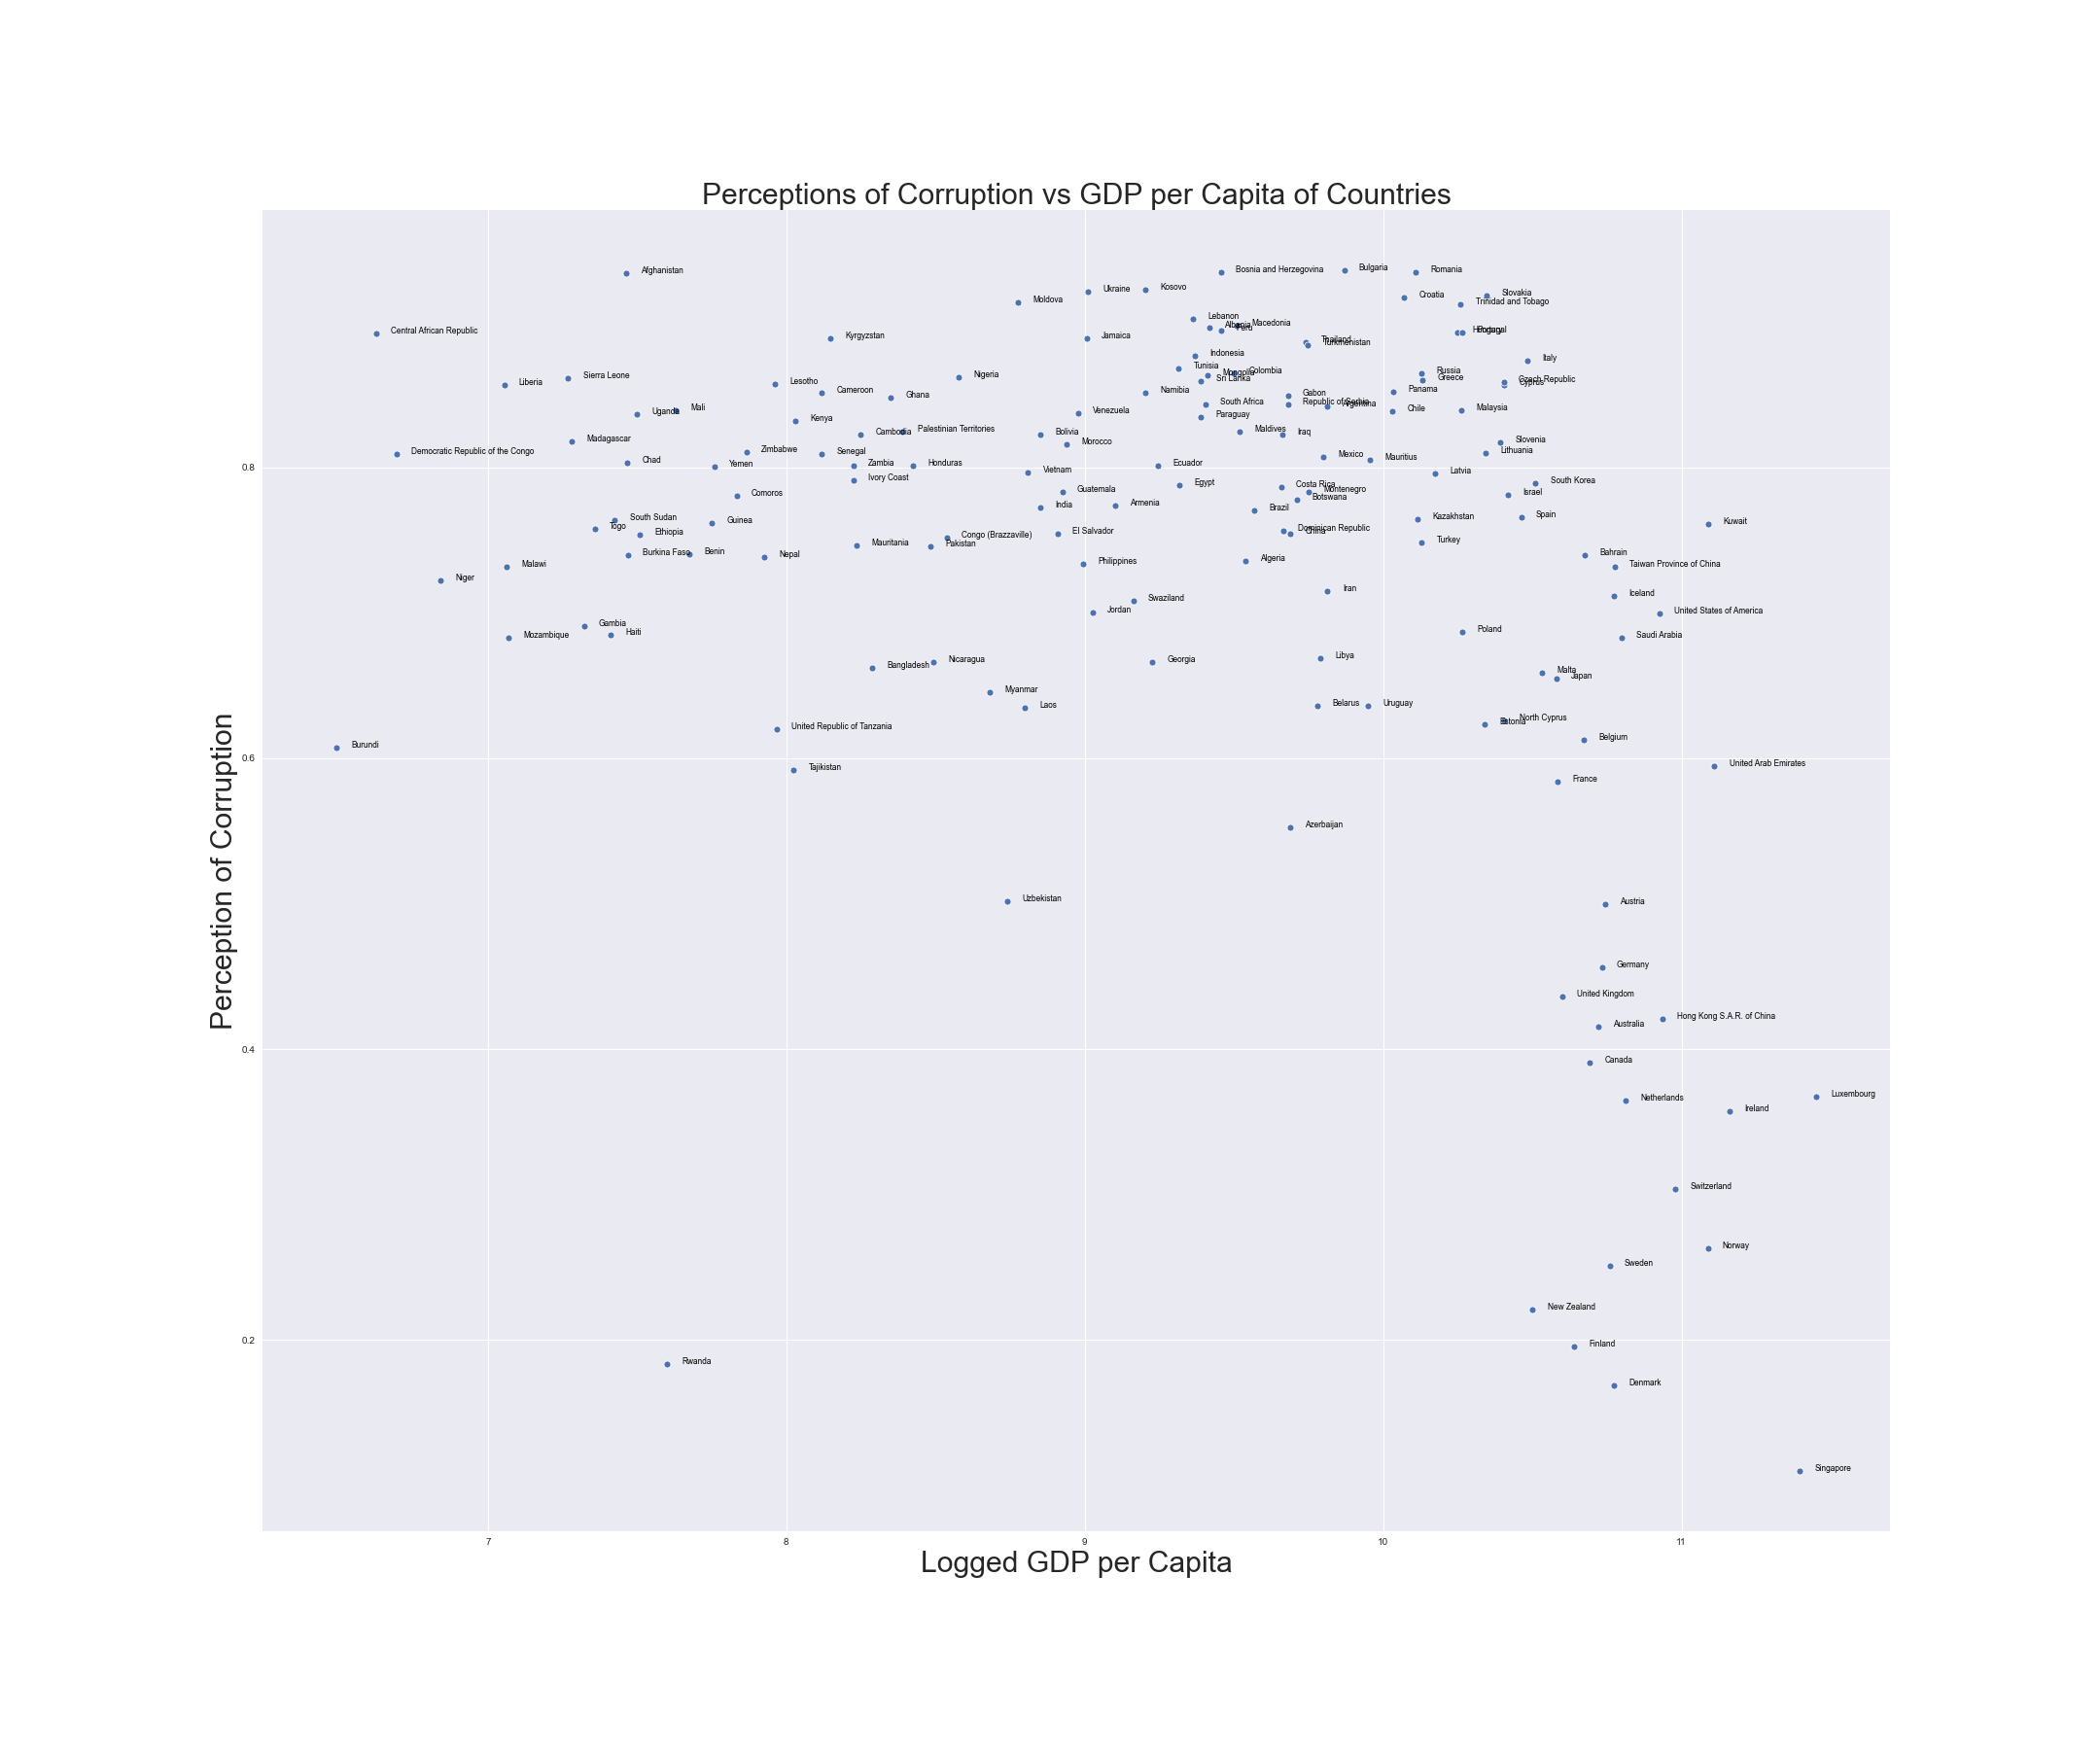 Perceptions of Corruption vs GDP per Capita of Countries
Afghanistan
Bosnia and Herzegovina
Bulgaria
Romania
Ukraine
Kosovo
Moldova
Croatia
Slovakia
Trinidad and Tobago
Central African Republic
Kyrgyzstan
Jamaica
Lebanon
Albania
Peru
Macedonia
Thailand
Turkmenistan
Hungary
Portugal
Indonesia
Italy
Liberia
Sierra Leone
Lesotho
Cameroon
Ghana
Nigeria
Tunisia
Mongolia
Colombia
Sri Lanka
Namibia
Russia
Greece
Czech Republic
Cyprus
Panama
Gabon
Republic of Serbia
Argentina
Chile
Malaysia
South Africa
Paraguay
Uganda
Mali
Kenya
Venezuela
Cambodia
Palestinian Territories
Bolivia
Morocco
Maldives
Iraq
Madagascar
Slovenia
Lithuania
Democratic Republic of the Congo
Chad
Zimbabwe
Yemen
Senegal
Zambia
Honduras
Ivory Coast
Vietnam
Ecuador
Mexico
Mauritius
Latvia
0.8
Comoros
Guatemala
Egypt
Costa Rica
Montenegro
Botswana
Israel
South Korea
India
Armenia
Brazil
South Sudan
Togo
Ethiopia
Guinea
Kazakhstan
Spain
Kuwait
Congo (Brazzaville)
El Salvador
Dominican Republic
China
Turkey
Burkina Faso
Benin
Nepal
Mauritania
Pakistan
Philippines
Algeria
Bahrain
Taiwan Province of China
Niger
Malawi
Iran
Iceland
United States of America
Swaziland
Jordan
Mozambique
Gambia
Haiti
Poland
Saudi Arabia
Bangladesh
Nicaragua
Georgia
Libya
Malta
Japan
Myanmar
Laos
Belarus
Uruguay
North Cyprus
Estonia
United Republic of Tanzania
Belgium
Burundi
0.6
Tajikistan
United Arab Emirates
France
Azerbaijan
Uzbekistan
Austria
Germany
United Kingdom
Hong Kong S.A.R. of China
Australia
0.4
Canada
Netherlands
Ireland
Luxembourg
Switzerland
Norway
Sweden
New Zealand
0.2
Finland
Rwanda
Denmark
Singapore
Perception of Corruption
7
8
9
10
11
Logged GDP per Capita